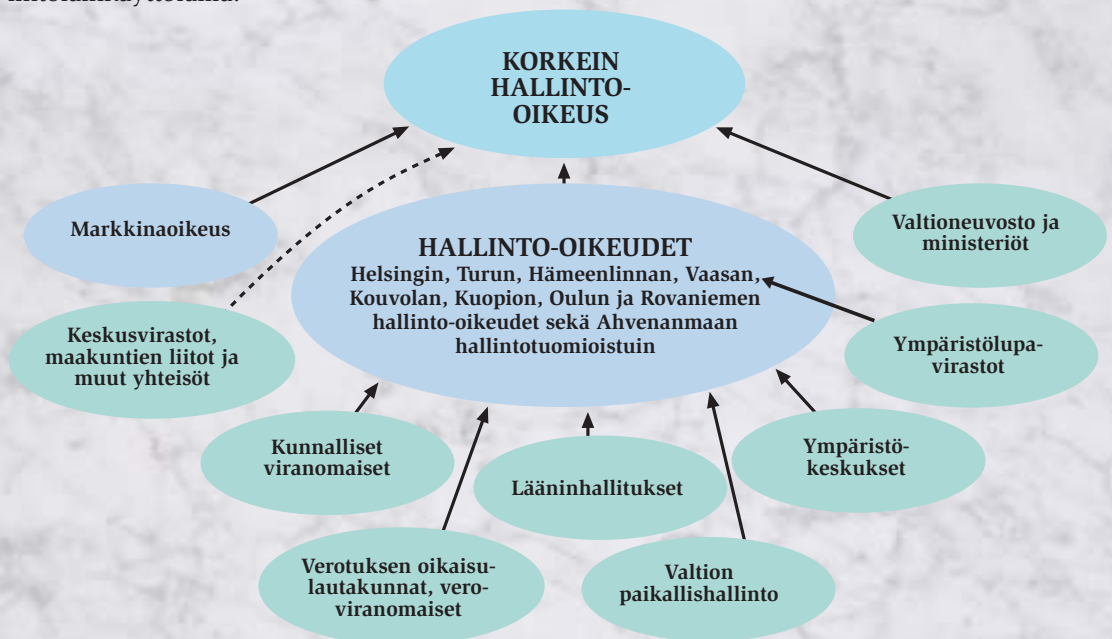 KORKEIN
HALLINTO-
OIKEUS
Markkinaoikeus
Valtioneuvosto ja
ministeriöt
HALLINTO-OIKEUDET
Helsingin, Turun, Hämeenlinnan, Vaasan,
Kouvolan, Kuopion, Oulun ja Rovaniemen
hallinto-oikeudet sekä Ahvenanmaan
hallintotuomioistuin
Keskusvirastot,
maakuntien liitot ja
muut yhteisöt
Ympäristölupa-
virastot
Kunnalliset
viranomaiset
Ympäristö-
keskukset
Lääninhallitukset
Verotuksen oikaisu-
lautakunnat, vero-
viranomaiset
Valtion
paikallishallinto